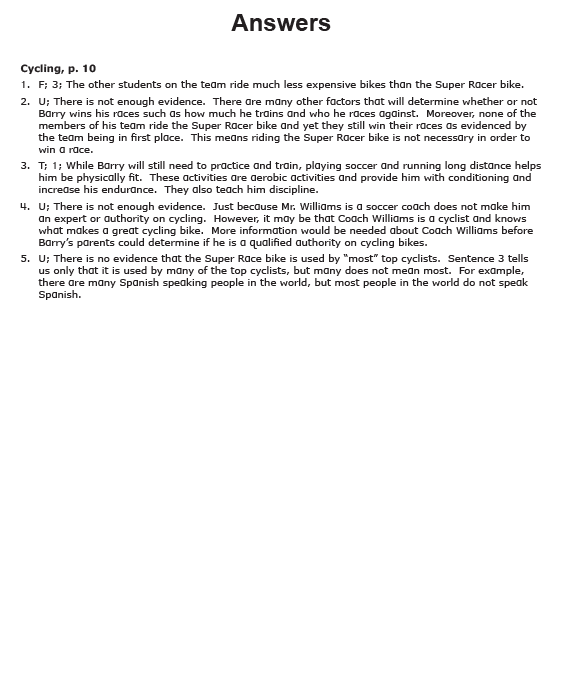 Answers
Cycling, p. 10
1. F; 3; The other students on the team ride much less expensive bikes than the Super Racer bike.
2. U; There is not enough evidence. There are many other factors that will determine whether or not
Barry wins his races such as how much he trains and who he races against. Moreover, none of the
members of his team ride the Super Racer bike and yet they still win their races as evidenced by
the team being in first place. This means riding the Super Racer bike is not necessary in order to
win a race.
3. T; 1; While Barry will still need to practice and train, playing soccer and running long distance helps
him be physically fit. These activities are aerobic activities and provide him with conditioning and
increase his endurance. They also teach him discipline.
4. U; There is not enough evidence. Just because Mr. Williams is a soccer coach does not make him
an expert or authority on cycling. However, it may be that Coach Williams is a cyclist and knows
what makes a great cycling bike. More information would be needed about Coach Williams before
Barry's parents could determine if he is a qualified authority on cycling bikes.
5. U; There is no evidence that the Super Race bike is used by "most" top cyclists. Sentence 3 tells
us only that it is used by many of the top cyclists, but many does not mean most. For example,
there are many Spanish speaking people in the world, but most people in the world do not speak
Spanish.